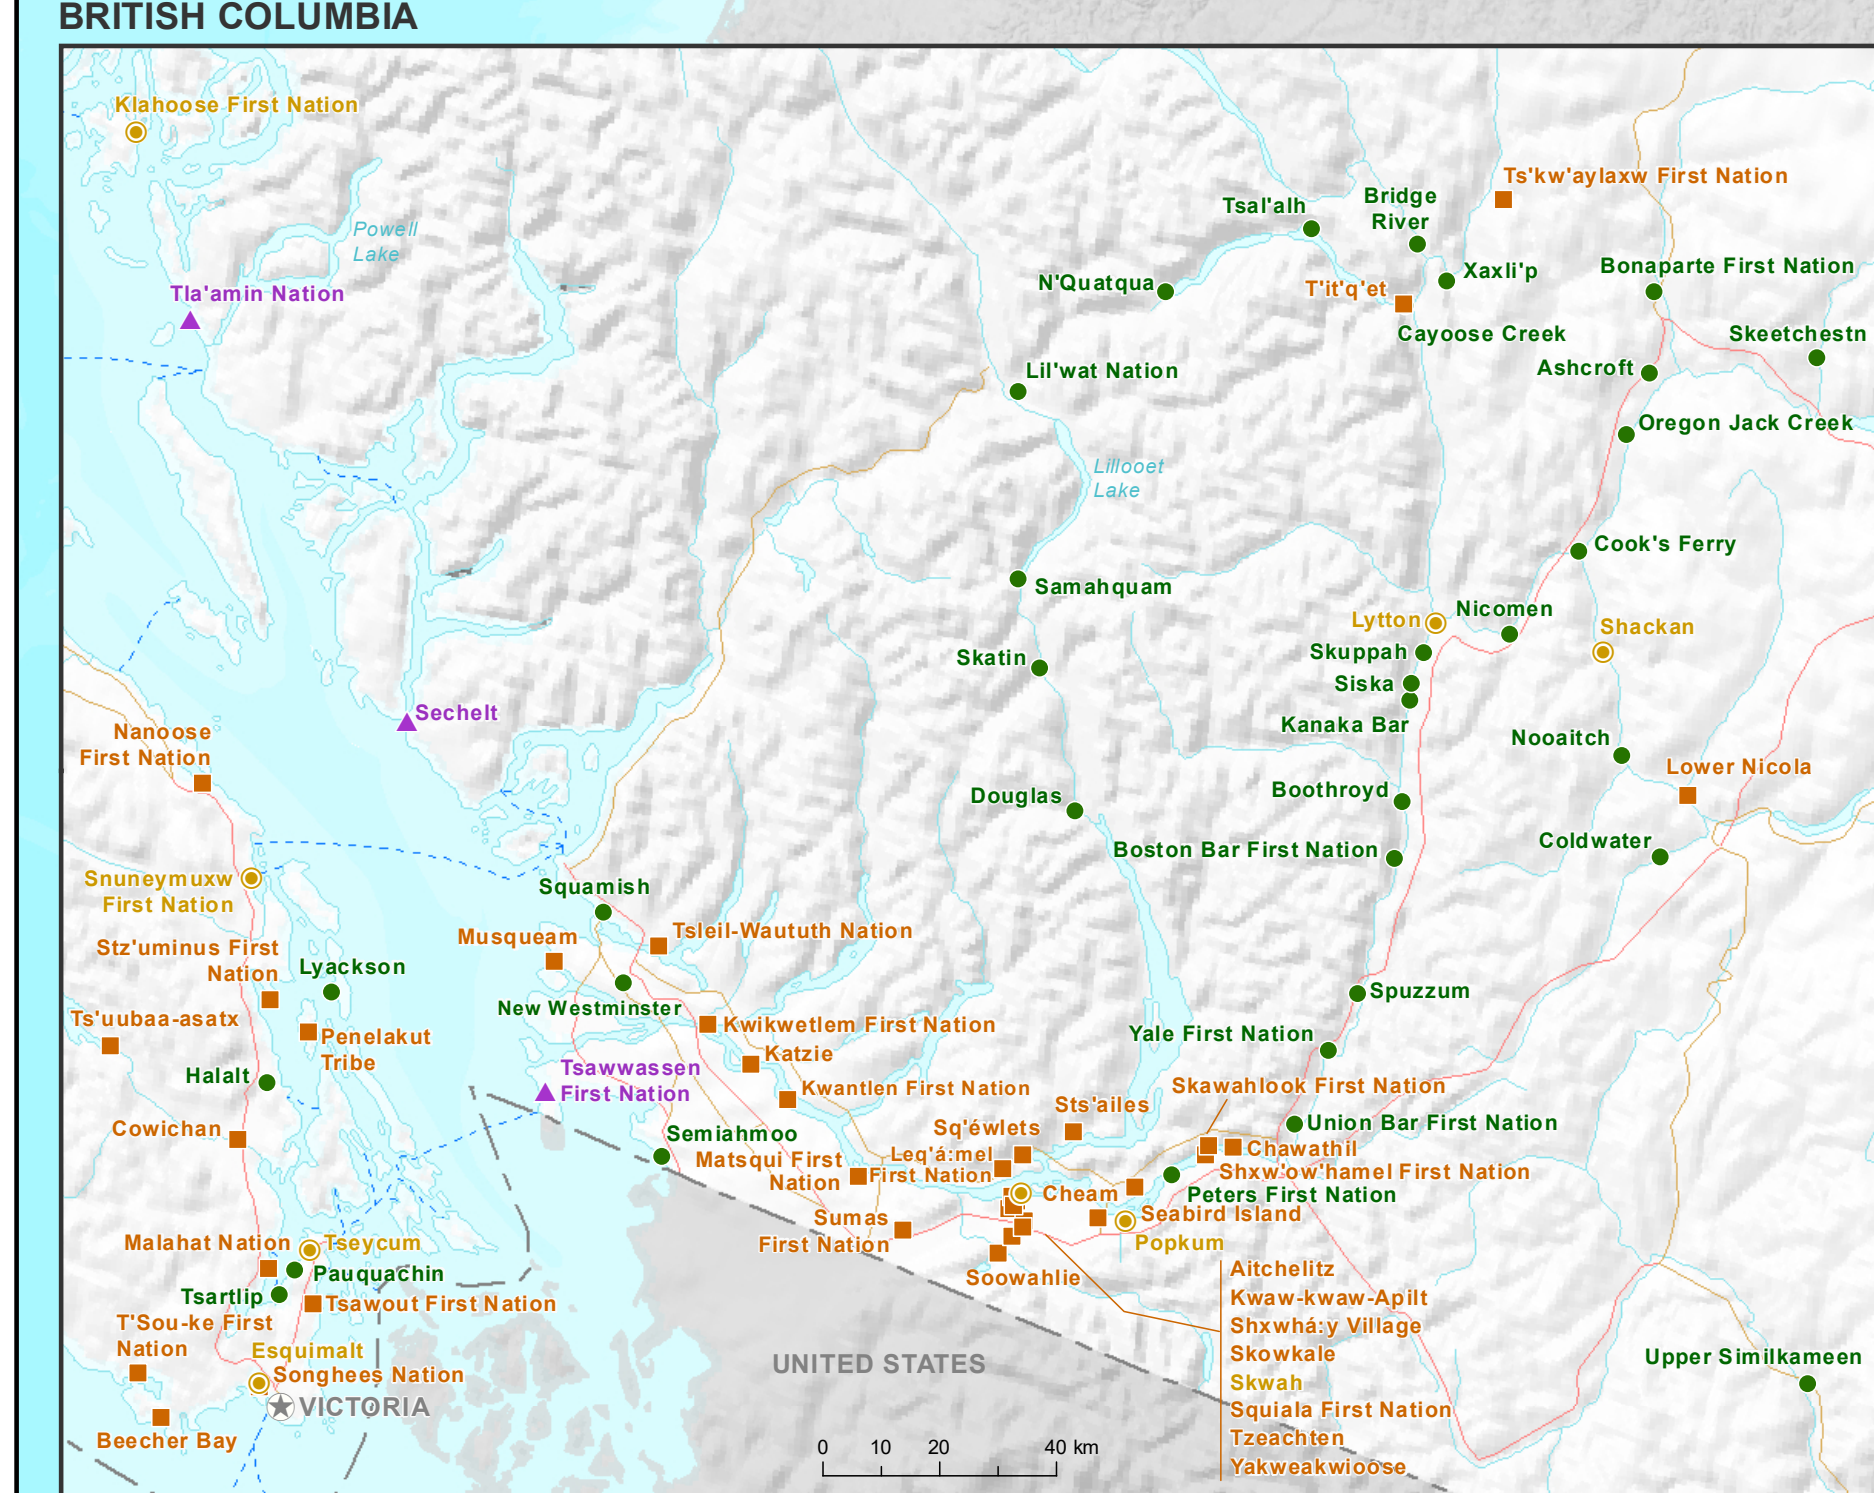 BRITISH COLUMBIA
Klahoose First Nation
Ts'kw'aylaxw First Nation
Tsal'alh
Bridge
River
Powell
Lake
Xaxli'p
Bonaparte First Nation
N'Quatqua
T'it'q'et
Tla'amin Nation
Cayoose Creek
Skeetchestn
Ashcroft
Lil'wat Nation
Oregon Jack Creek
Lillooet
Lake
Cook's Ferry
Samahquam
Nicomen
Lytton
Shackan
Skuppah
Skatin
Siska
Sechelt
Kanaka Bar
Nanoose
First Nation
Nooaitch
Lower Nicola
Boothroyd
Douglas
Coldwater
Boston Bar First Nation
Snuneymuxw
First Nation
Squamish
Tsleil-Waututh Nation
Musqueam
Stz'uminus First
Nation
Lyackson
Spuzzum
New Westminster
Ts'uubaa-asatx
Kwikwetlem First Nation
Penelakut
Tribe
Yale First Nation
Katzie
Halalt
Tsawwassen
First Nation
Kwantlen First Nation
Skawahlook First Nation
Sts'ailes
Cowichan
Semiahmoo
Sq'éwlets
Union Bar First Nation
Matsqui First
Nation
Leq'á:mel
First Nation
Chawathil
Shxw'ow'hamel First Nation
Cheam
Peters First Nation
Sumas
First Nation
Seabird Island
Popkum
Malahat Nation
Tseycum
Pauquachin
Soowahlie
Tsartlip
Tsawout First Nation
T'Sou-ke First
Nation
Esquimalt
Songhees Nation
VICTORIA
Beecher Bay
UNITED STATES
Aitchelitz
Kwaw-kwaw-Apilt
Shxwhá:y Village
Skowkale
Skwah
Squiala First Nation
Tzeachten
Yakweakwioose
Upper Similkameen
0 10 20 40 km